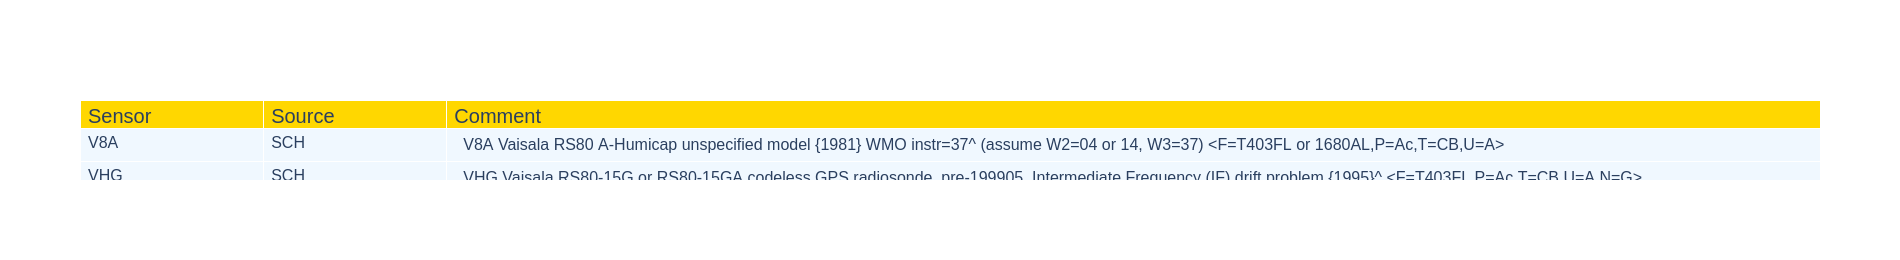 Sensor Source Comment
V8A SCH V8A Vaisala RS80 A-Humicap unspecified model {1981} WMO instr=37^ (assume W2=04 or 14, W3=37) <F=T403FL or 1680AL,P=Ac,T=CB,U=A>
VHG SCH VHG Vaisala RS80-15G or RS80-15GA codeless GPS radiosonde, pre-199905, Intermediate Frequency (IF) drift problem {1995}^ <F=T403FL,P=Ac,T=CB,U=A,N=G>